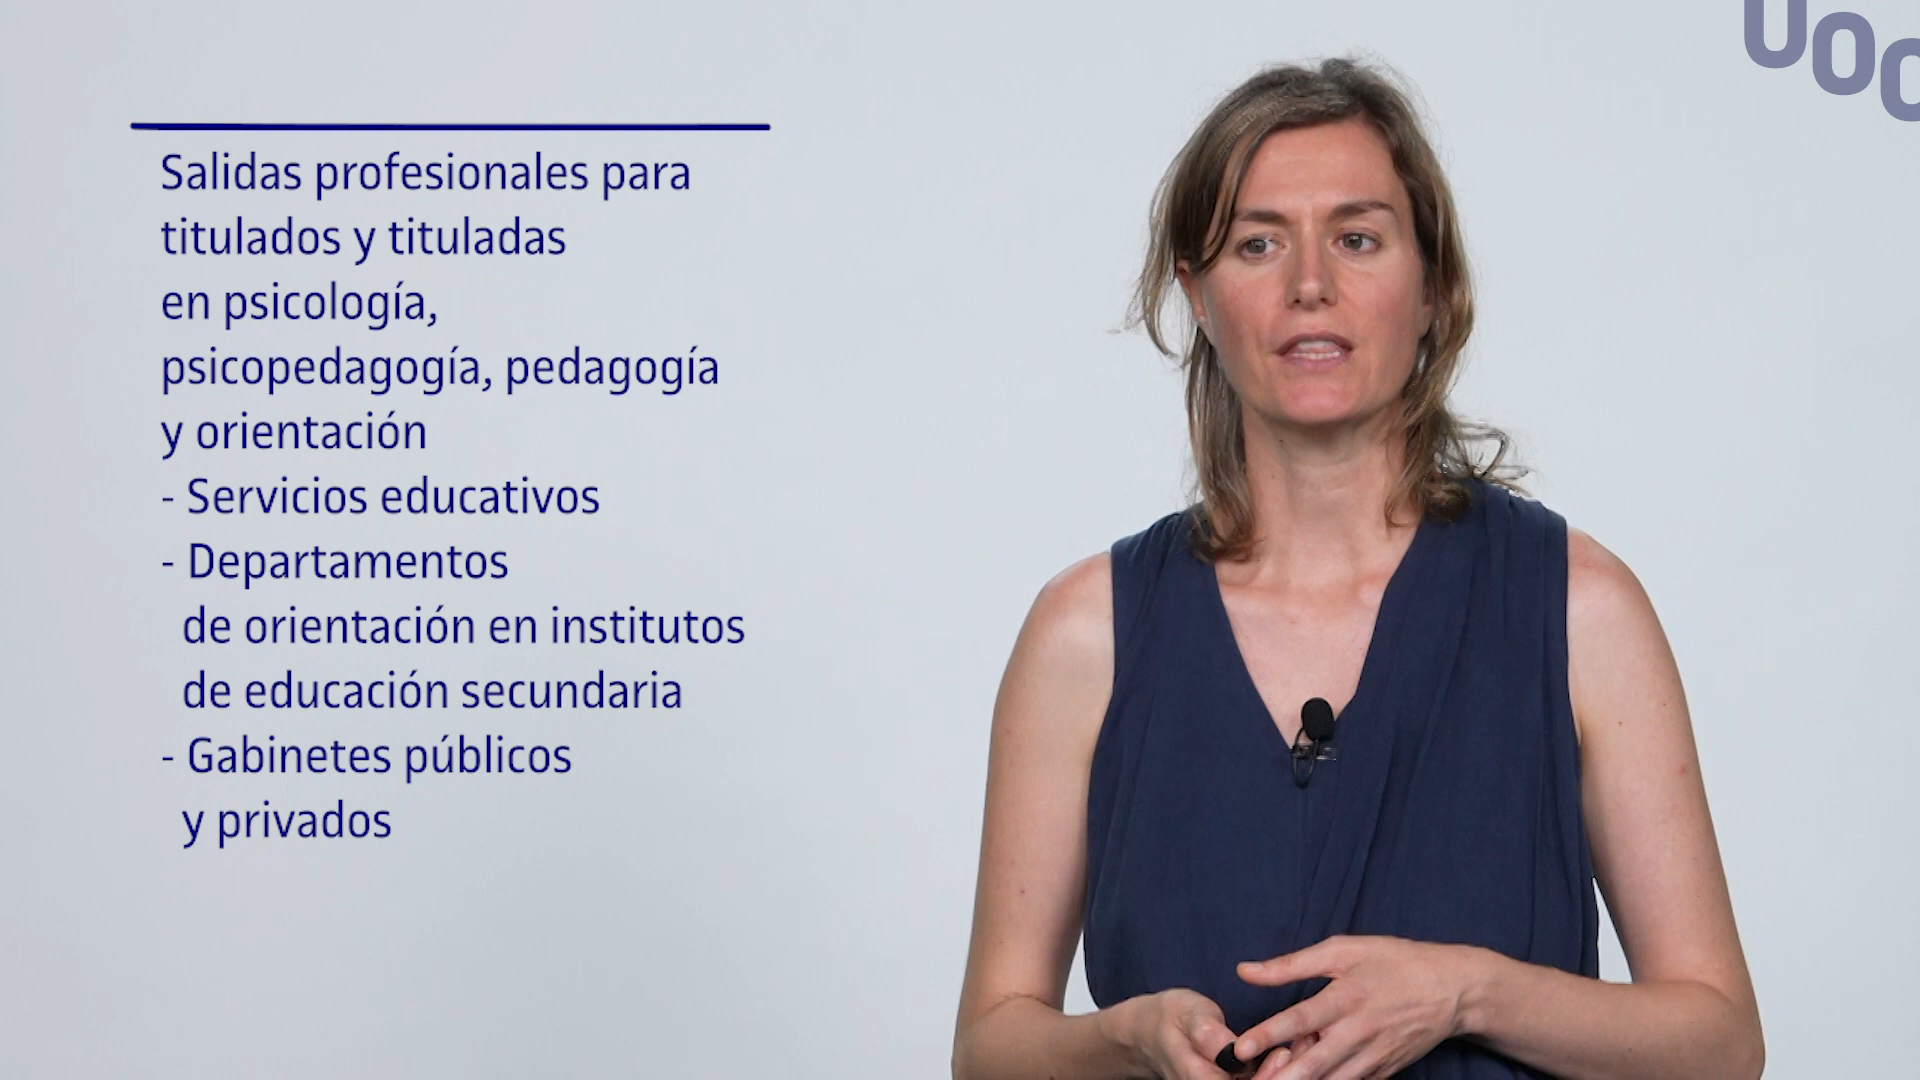 UOC
Salidas profesionales para
titulados y tituladas
en psicología,
psicopedagogía, pedagogía
y orientación
- Servicios educativos
- Departamentos
de orientación en institutos
de educación secundaria
- Gabinetes públicos
y privados